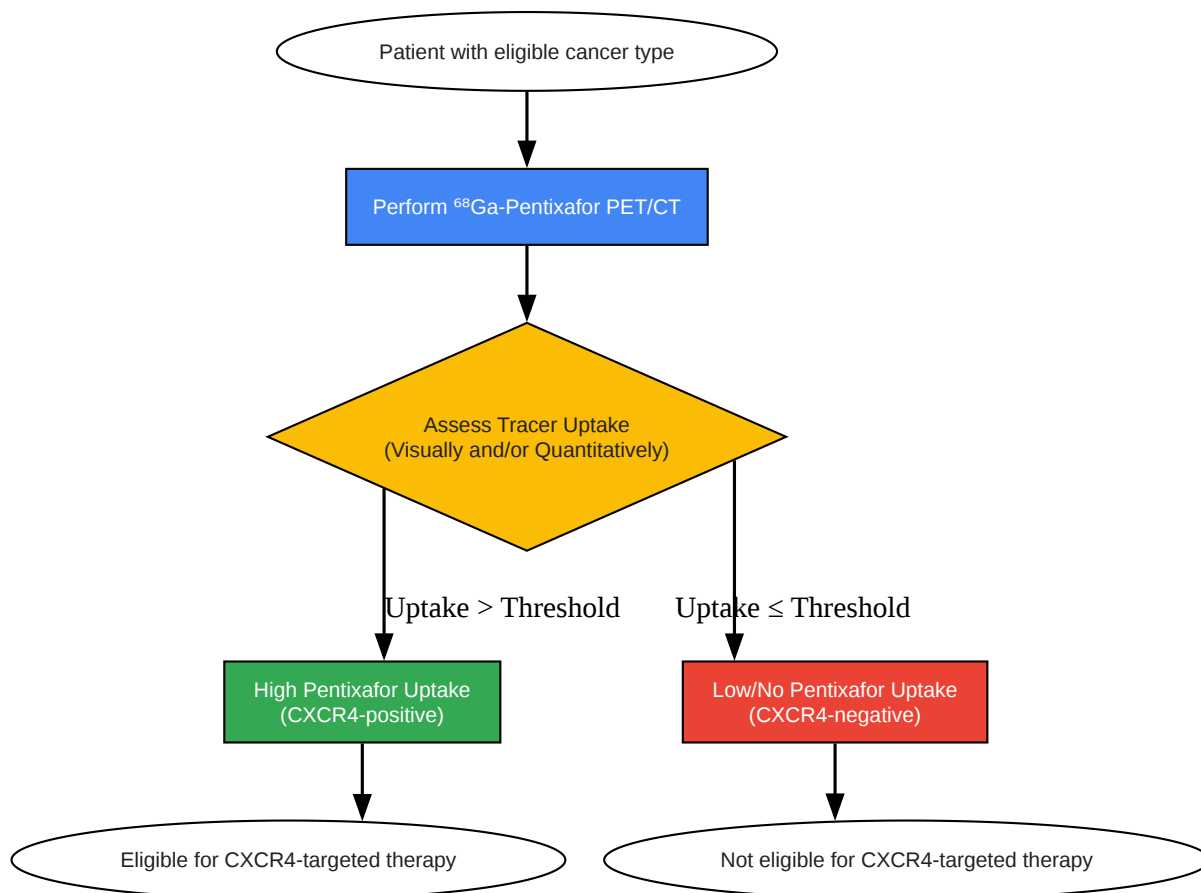 Patient with eligible cancer type
Perform ⁶⁸Ga-Pentixafor PET/CT
Assess Tracer Uptake
(Visually and/or Quantitatively)
Uptake > Threshold
Uptake ≤ Threshold
High Pentixafor Uptake
(CXCR4-positive)
Low/No Pentixafor Uptake
(CXCR4-negative)
Eligible for CXCR4-targeted therapy
Not eligible for CXCR4-targeted therapy